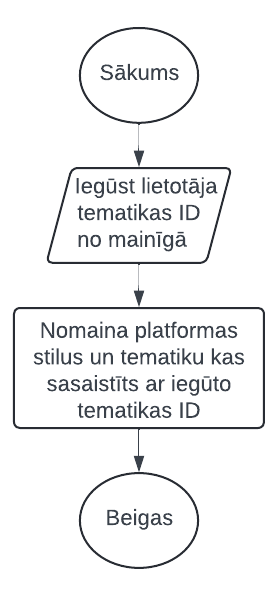 Sākums
Iegūst lietotāja
tematikas ID
no mainīgā
Nomaina platformas
stilus un tematiku kas
sasaistīts ar iegūto
tematikas ID
Beigas